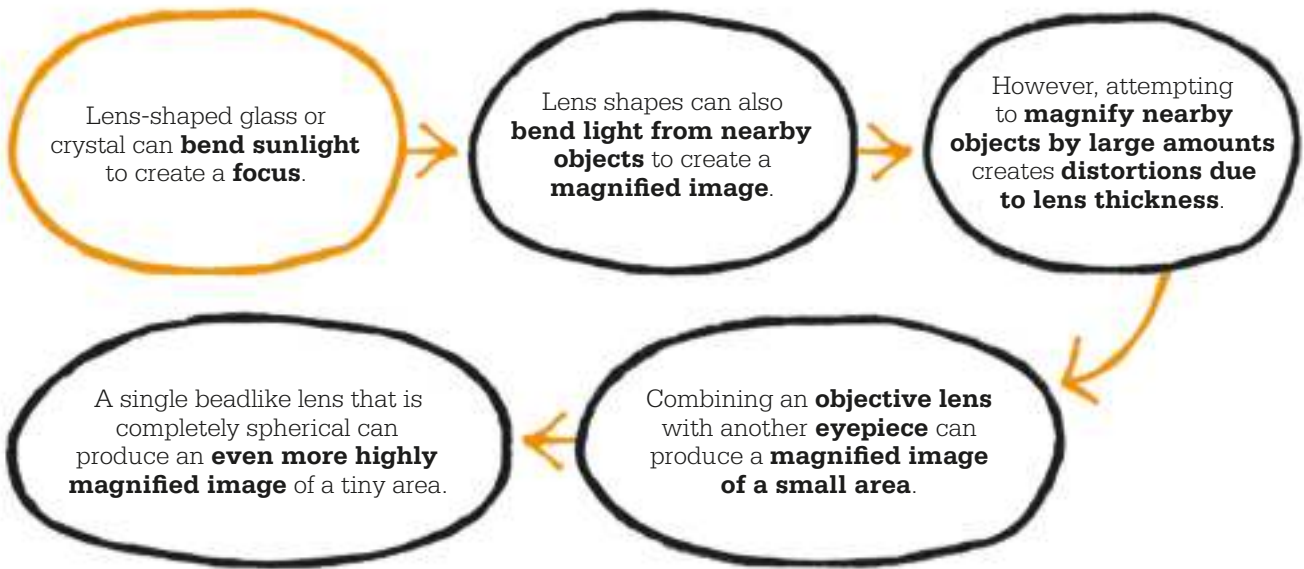 Lens-shaped glass or
crystal can bend sunlight
to create a focus.
Lens shapes can also
bend light from nearby
objects to create a
magnified image.
However, attempting
to magnify nearby
objects by large amounts
creates distortions due
to lens thickness.
Combining an objective lens
with another eyepiece can
produce a magnified image
of a small area.
A single beadlike lens that is
completely spherical can
produce an even more highly
magnified image of a tiny area.